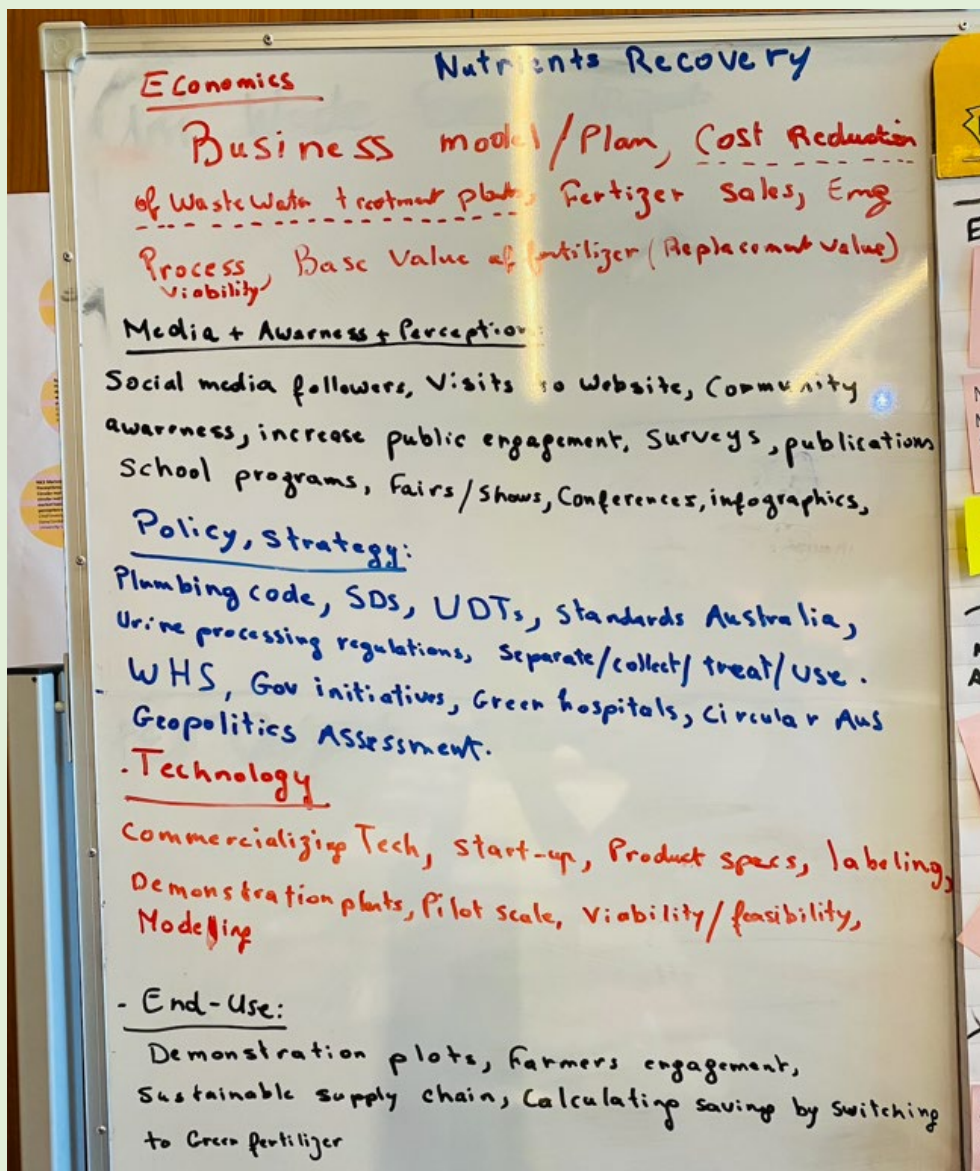 Nutrients Recovery
Economics
Business model/Plan, Cost Reduction
of WasteWater treatment plants, Fertizer Sales, Emg
Process Viability, Base Value of fertilizer (Replacement value)
Media + Awarness + Perception:
Social media followers, Visits to Website, Community
awareness, increase public engagement, Surveys, publications
School programs, Fairs/Shows, Conferences, infographics,
Policy, Strategy:
Plumbing code, SDS, UDTs, Standards Australia,
Urine processing regulations, Separate/collect/treat/use.
WHS, Gov initiatives, Green hospitals, Circular Aus
Geopolitics Assessment.
.Technology
Commercializing Tech, Start-up, Product specs, labeling,
Demonstration plants, Pilot scale, Viability/feasibility,
Modeling
- End-Use:
Demonstration plots, Farmers engagement,
Sustainable supply chain, Calculating saving by switching
to Green fertilizer